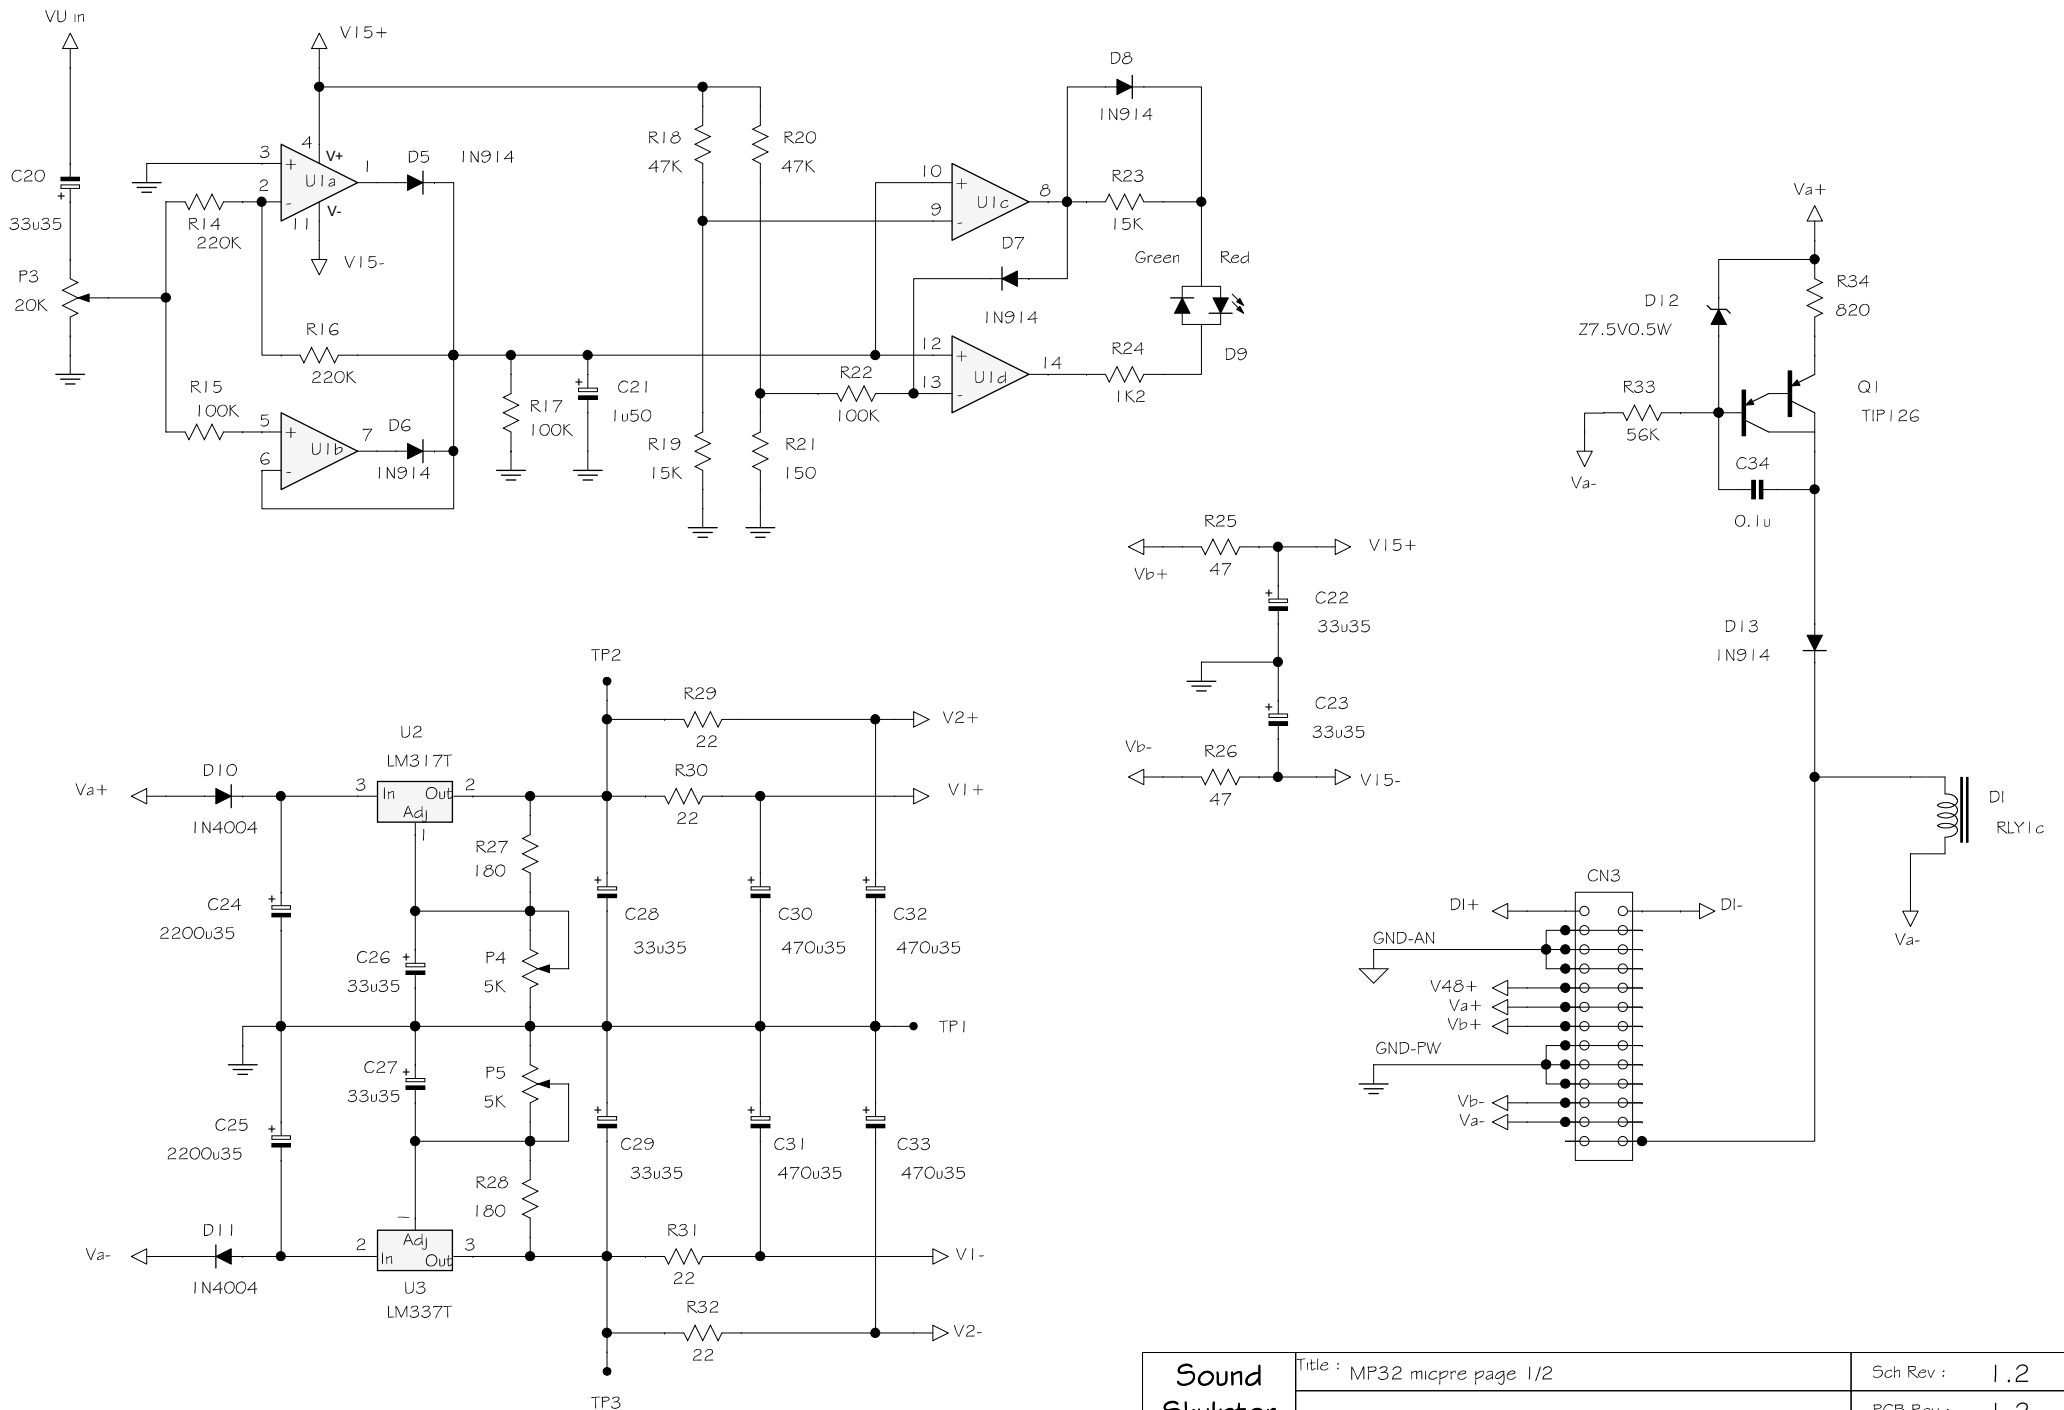 VU in
V15+
C20
33u35
P3
20K
3
2
4
V+
U1a
V-
11
V15-
1
D5
1N914
R14
220K
R16
220K
R15
100K
5
6
U1b
7
D6
1N914
R17
100K
C21
1u50
R18
47K
R20
47K
R19
15K
R21
150
R22
100K
10
9
U1c
8
D8
1N914
R23
15K
D7
1N914
12
13
U1d
14
R24
1K2
Green
Red
D9
Va+
R34
820
D12
Z7.5V0.5W
R33
56K
Va-
Q1
TIP126
C34
0.1u
D13
1N914
D1
RLY1c
Va-
R25
47
Vb+
V15+
C22
33u35
C23
33u35
Vb-
R26
47
V15-
TP2
R29
22
V2+
U2
LM317T
Va+
D10
1N4004
3
In
Out
Adj
2
1
R30
22
V1+
R27
180
C24
2200u35
C26
33u35
P4
5K
C28
33u35
C30
470u35
C32
470u35
TP1
C27
33u35
P5
5K
C25
2200u35
C29
33u35
C31
470u35
C33
470u35
R28
180
Va-
D11
1N4004
2
1
Adj
In
Out
3
U3
LM337T
R31
22
V1-
R32
22
V2-
TP3
CN3
D1+
D1-
GND-AN
V48+
Va+
Vb+
GND-PW
Vb-
Va-
Sound
Title :
MP32 micpre page 1/2
Sch Rev :
1.2